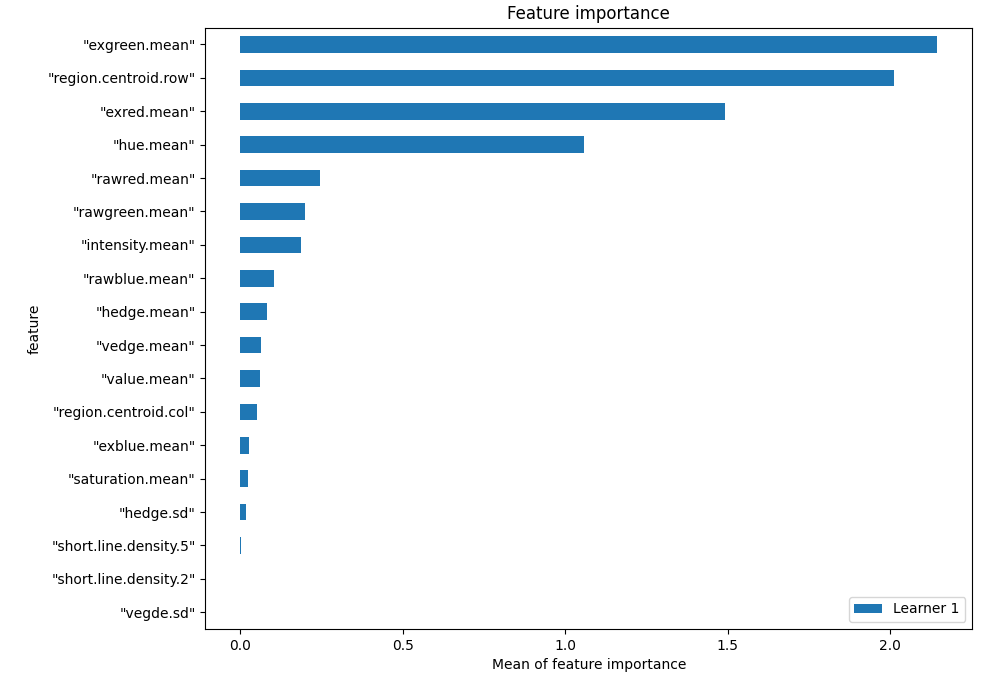 Feature importance
"exgreen.mean"
"region.centroid.row"
"exred.mean"
"hue.mean"
"rawred.mean"
"rawgreen.mean"
"intensity.mean"
"rawblue.mean"
"hedge.mean"
"vedge.mean"
"value.mean"
"region.centroid.col"
"exblue.mean"
"saturation.mean"
"hedge.sd"
"short.line.density.5"
"short.line.density.2"
"vegde.sd"
feature
Learner 1
0.0 0.5 1.0 1.5 2.0
Mean of feature importance